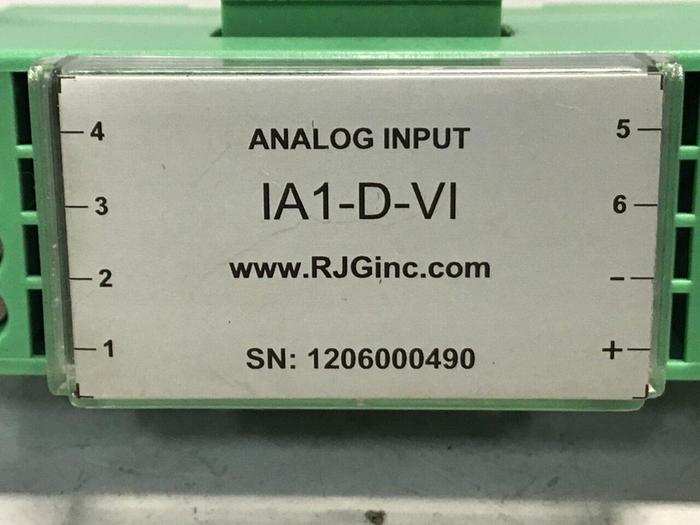 4 ANALOG INPUT 5
3 IA1-D-VI 6
2 www.RJGinc.com -
1 SN: 1206000490 +